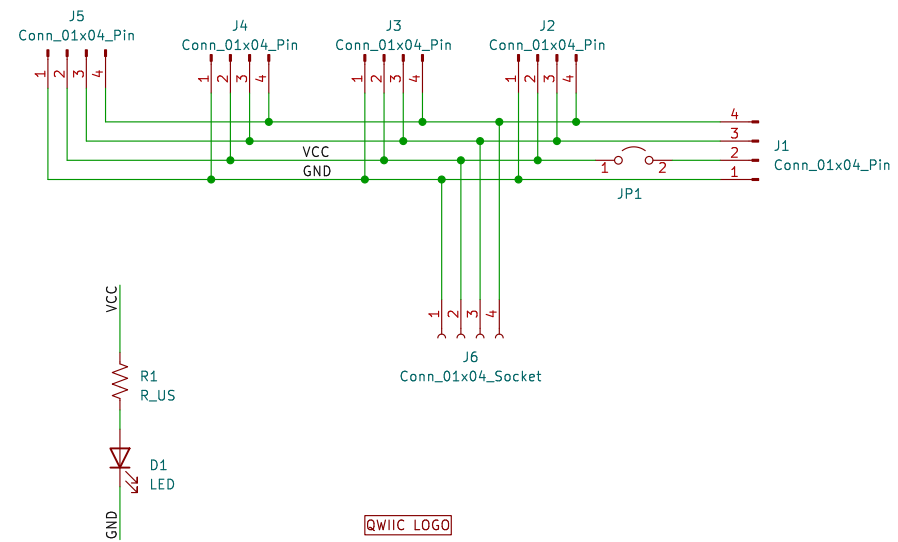 J5
Conn_01x04_Pin
J4
Conn_01x04_Pin
J3
Conn_01x04_Pin
J2
Conn_01x04_Pin
1 2 3 4
1 2 3 4
1 2 3 4
1 2 3 4
4
3
2
1
J1
Conn_01x04_Pin
VCC
GND
1 2
JP1
1 2 3 4
J6
Conn_01x04_Socket
VCC
R1
R_US
D1
LED
GND
QWIIC LOGO